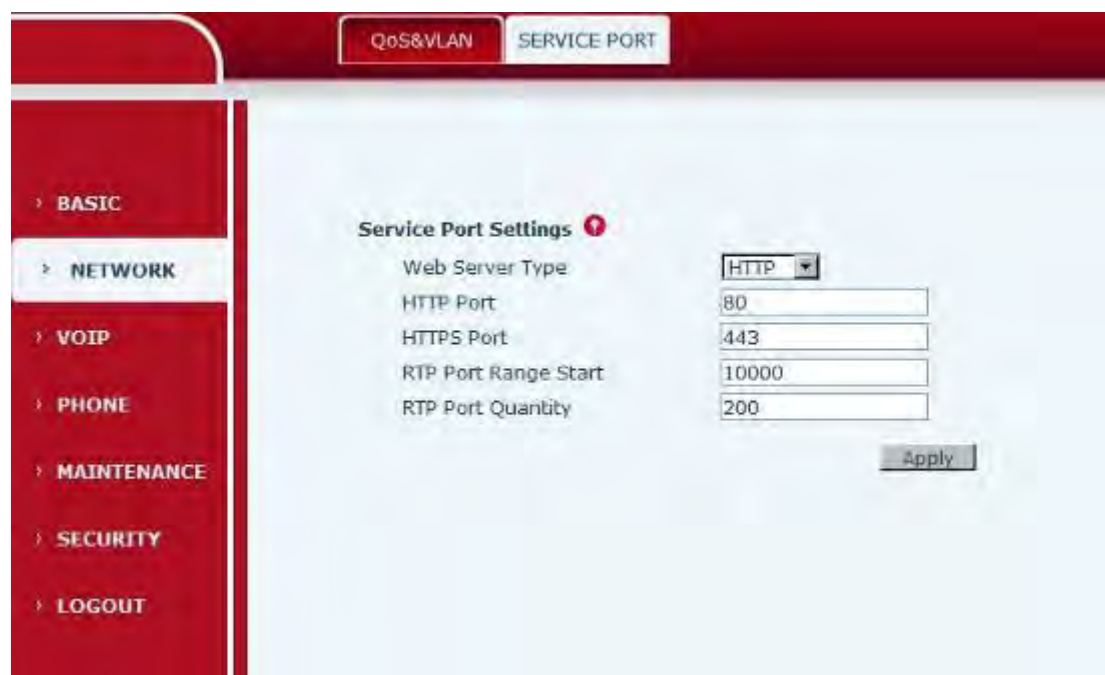 QoS&VLAN SERVICE PORT
BASIC
NETWORK
VOIP
PHONE
MAINTENANCE
SECURITY
LOGOUT
Service Port Settings
Web Server Type HTTP
HTTP Port 80
HTTPS Port 443
RTP Port Range Start 10000
RTP Port Quantity 200
Apply